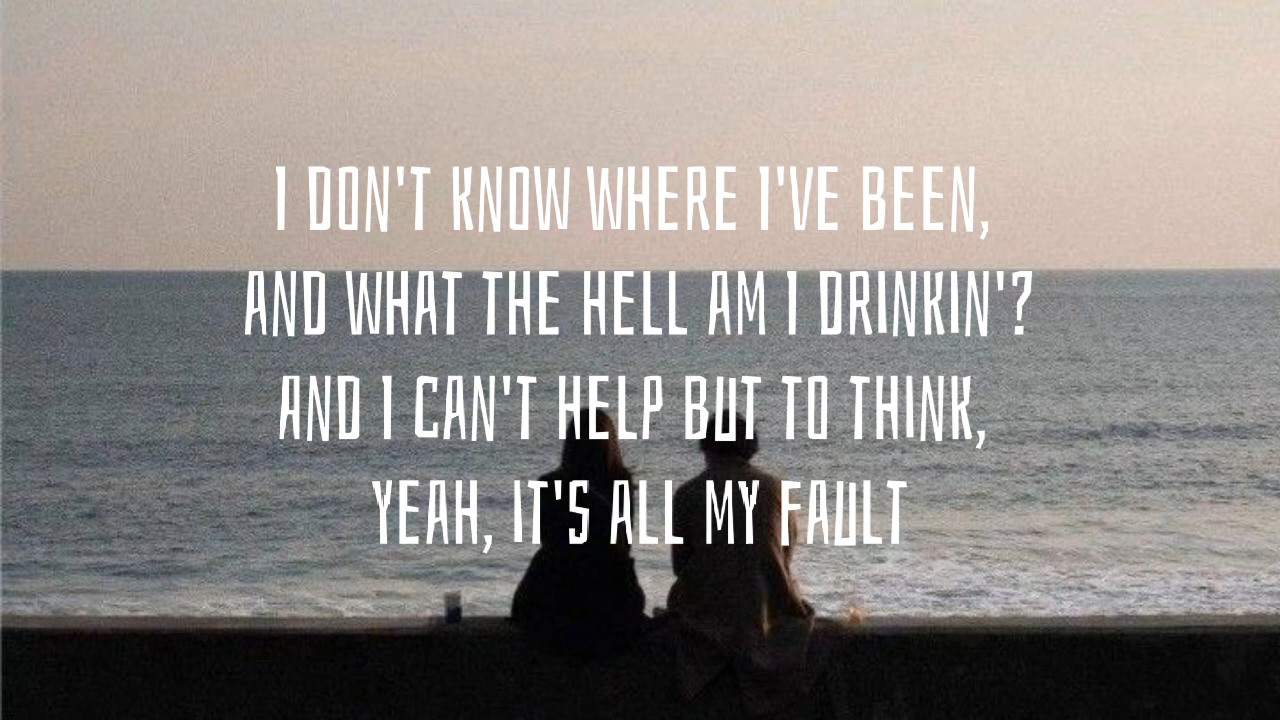 I DON'T KNOW WHERE I'VE BEEN,
AND WHAT THE HELL AM I DRINKIN'?
AND I CAN'T HELP BUT TO THINK,
YEAH, IT'S ALL MY FAULT